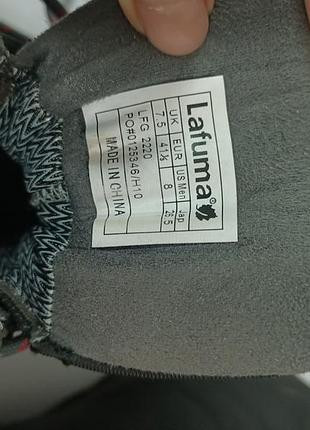 Lafuma
UK EUR US Men Jap
7.5 41⅓ 8 26.5
LFG 2220
PO#0125346/H10
MADE IN CHINA